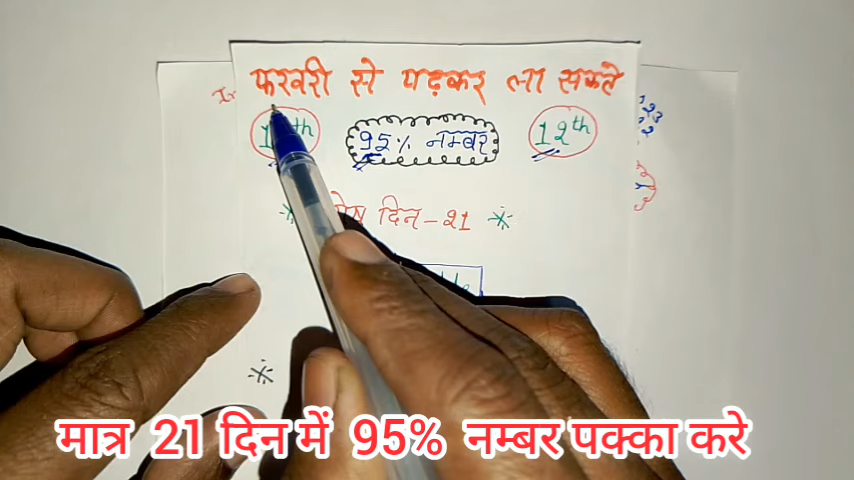 फरवरी से पढ़कर ला सकते
95% नम्बर 12th
दिन-21
मात्र 21 दिन में 95% नम्बर पक्का करे